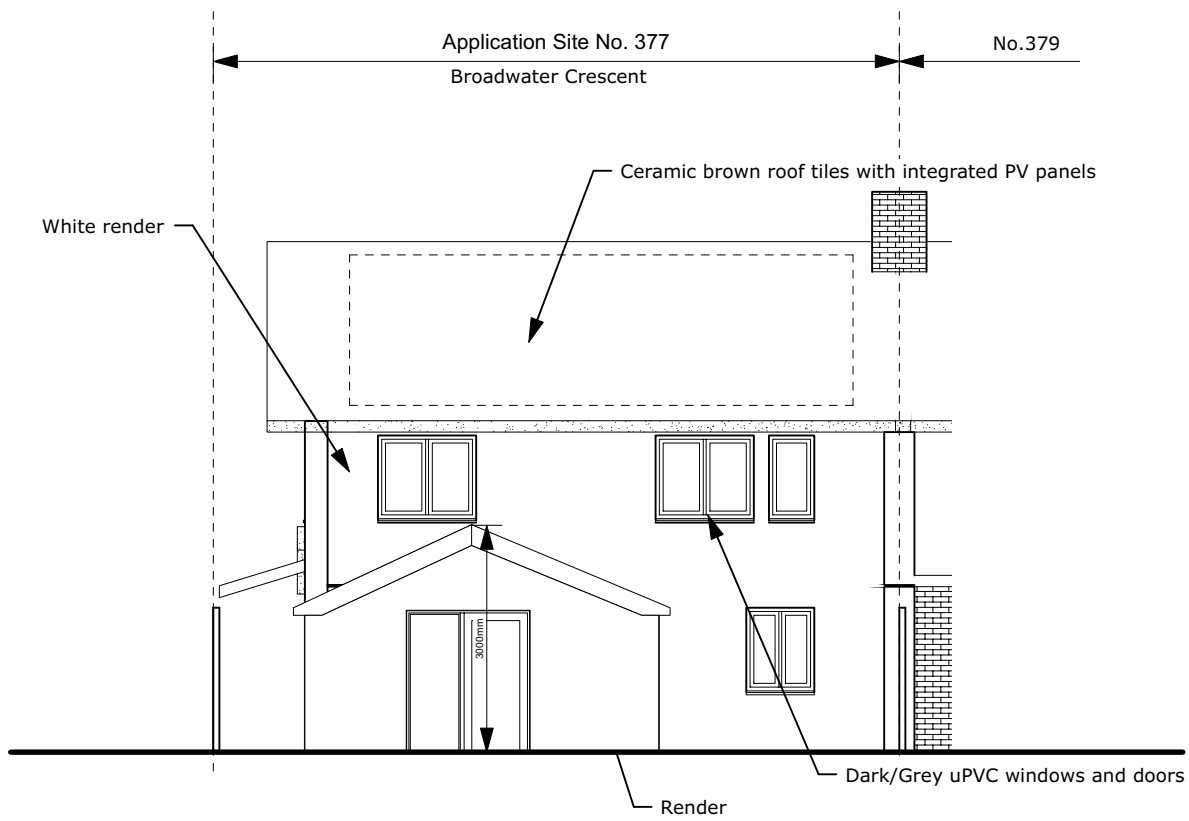 Application Site No. 377
No.379
Broadwater Crescent
Ceramic brown roof tiles with integrated PV panels
White render
3000mm
Dark/Grey uPVC windows and doors
Render